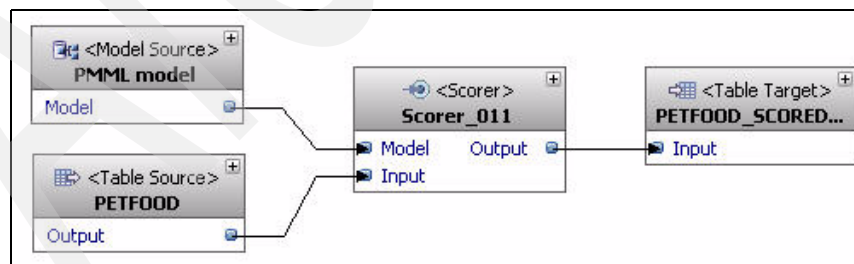 <Model Source>
PMML model
Model
<Table Source>
PETFOOD
Output
<Scorer>
Scorer_011
Model Output
Input
<Table Target>
PETFOOD_SCORED...
Input